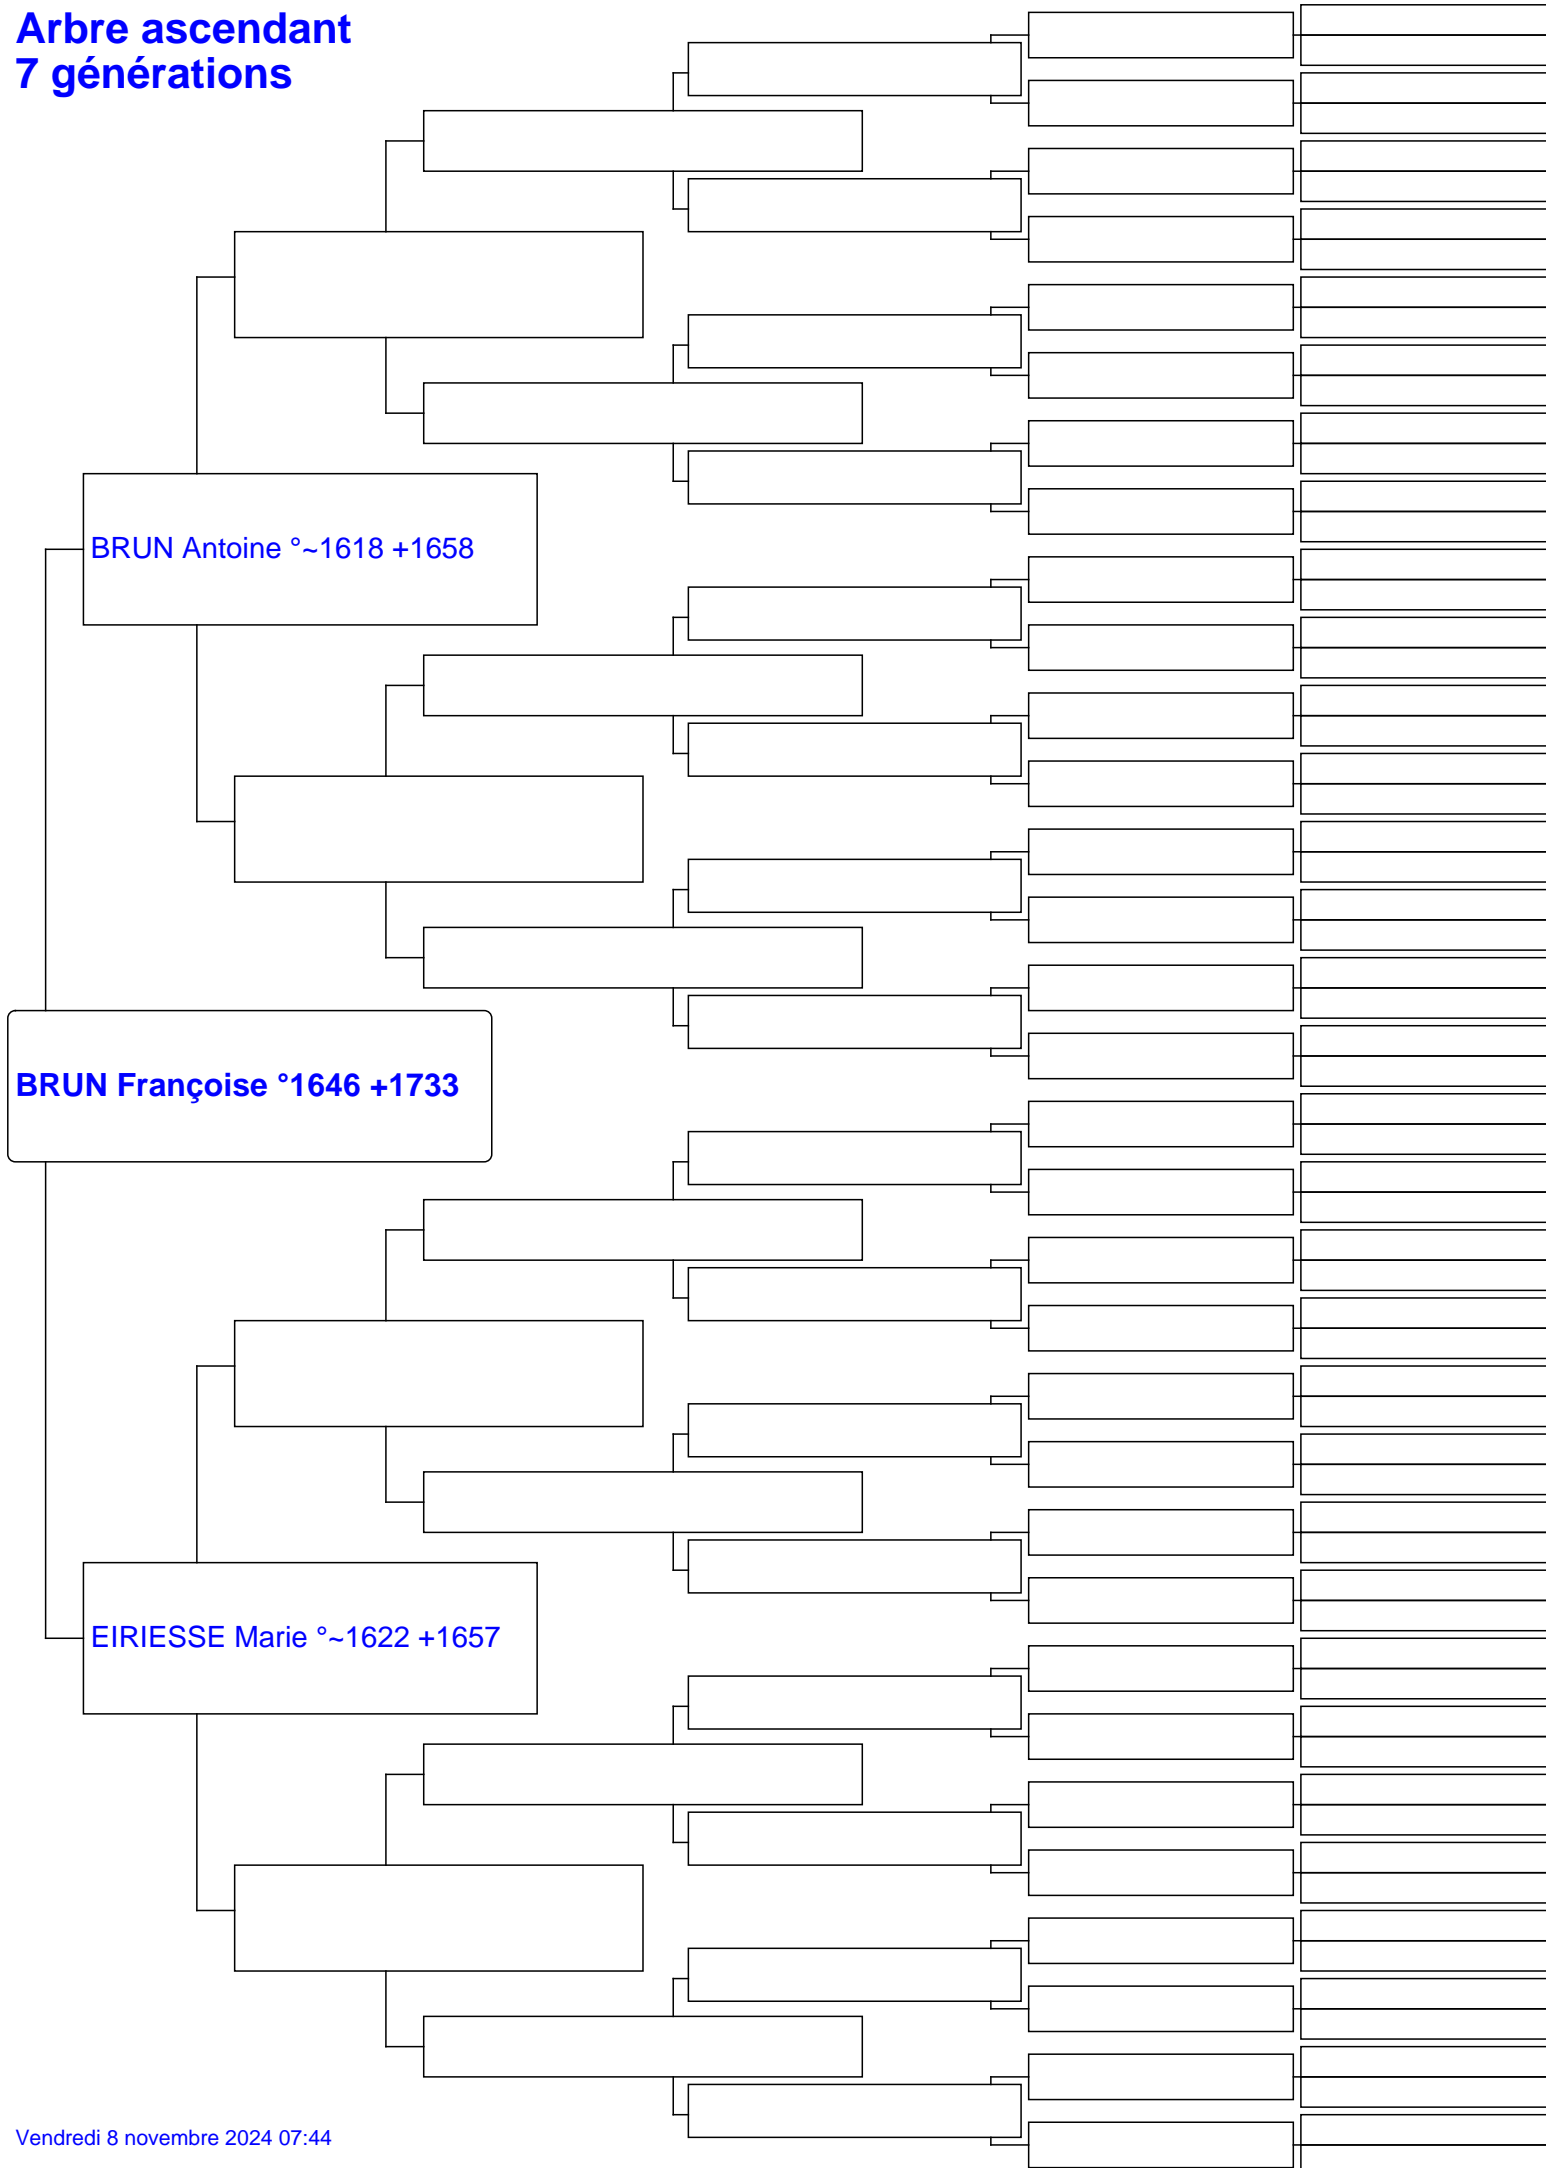 Arbre ascendant
7 générations
BRUN Antoine °~1618 +1658
BRUN Françoise °1646 +1733
EIRIESSE Marie °~1622 +1657
Vendredi 8 novembre 2024 07:44